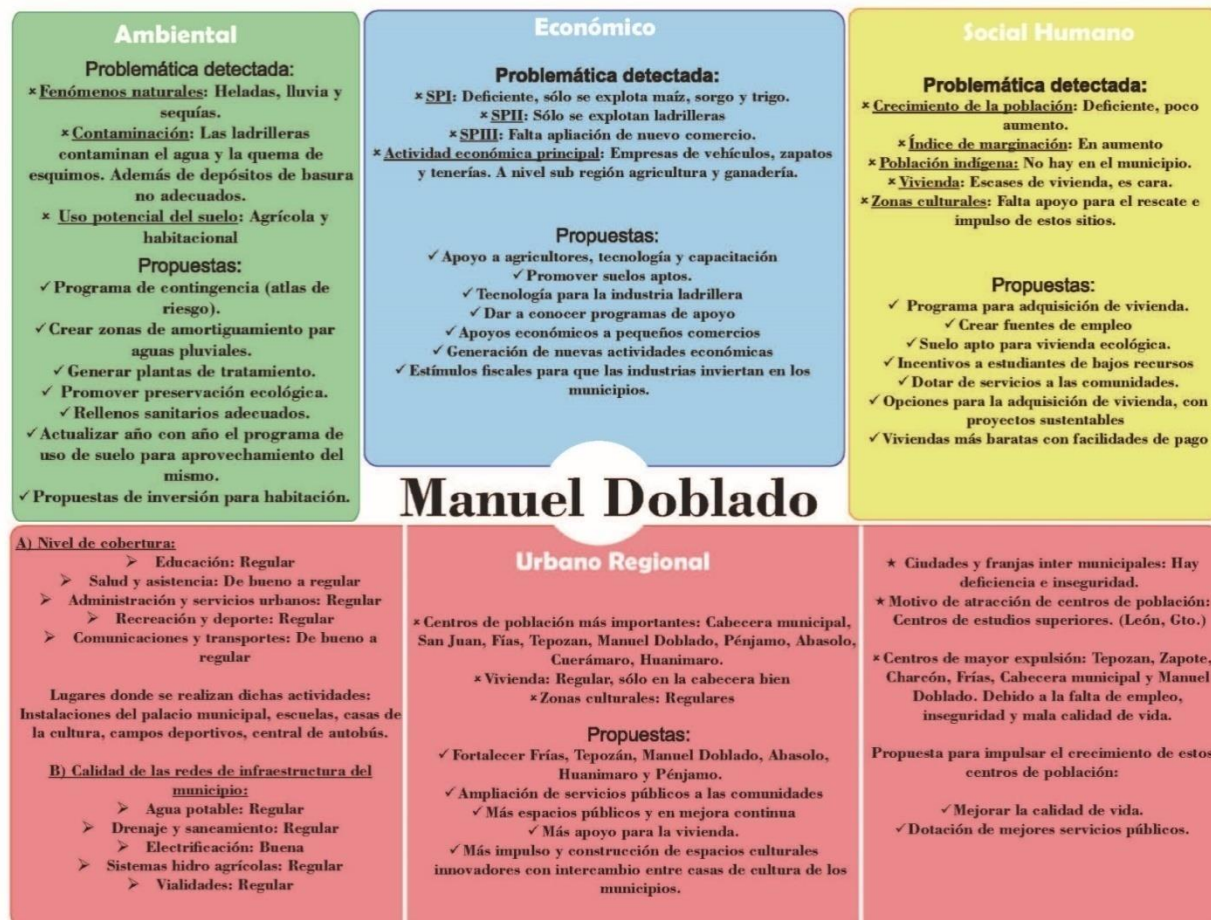 Ambiental
Problemática detectada:
× Fenómenos naturales: Heladas, lluvia y
sequías.
× Contaminación: Las ladrilleras
contaminan el agua y la quema de
esquimos. Además de depósitos de basura
no adecuados.
× Uso potencial del suelo: Agrícola y
habitacional
Propuestas:
✓ Programa de contingencia (atlas de
riesgo).
✓ Crear zonas de amortiguamiento par
aguas pluviales.
✓ Generar plantas de tratamiento.
✓ Promover preservación ecológica.
✓ Rellenos sanitarios adecuados.
✓ Actualizar año con año el programa de
uso de suelo para aprovechamiento del
mismo.
✓ Propuestas de inversión para habitación.
Económico
Problemática detectada:
× SPI: Deficiente, sólo se explota maíz, sorgo y trigo.
× SPII: Sólo se explotan ladrilleras
× SPIII: Falta apliación de nuevo comercio.
× Actividad económica principal: Empresas de vehículos, zapatos
y tenerías. A nivel sub región agricultura y ganadería.
Propuestas:
✓ Apoyo a agricultores, tecnología y capacitación
✓ Promover suelos aptos.
✓ Tecnología para la industria ladrillera
✓ Dar a conocer programas de apoyo
✓ Apoyos económicos a pequeños comercios
✓ Generación de nuevas actividades económicas
✓ Estímulos fiscales para que las industrias inviertan en los
municipios.
Social Humano
Problemática detectada:
× Crecimiento de la población: Deficiente, poco
aumento.
× Índice de marginación: En aumento
× Población indígena: No hay en el municipio.
× Vivienda: Escases de vivienda, es cara.
× Zonas culturales: Falta apoyo para el rescate e
impulso de estos sitios.
Propuestas:
✓ Programa para adquisición de vivienda.
✓ Crear fuentes de empleo
✓ Suelo apto para vivienda ecológica.
✓ Incentivos a estudiantes de bajos recursos
✓ Dotar de servicios a las comunidades.
✓ Opciones para la adquisición de vivienda, con
proyectos sustentables
✓ Viviendas más baratas con facilidades de pago
Manuel Doblado
A) Nivel de cobertura:
➢ Educación: Regular
➢ Salud y asistencia: De bueno a regular
➢ Administración y servicios urbanos: Regular
➢ Recreación y deporte: Regular
➢ Comunicaciones y transportes: De bueno a
regular
Lugares donde se realizan dichas actividades:
Instalaciones del palacio municipal, escuelas, casas de
la cultura, campos deportivos, central de autobús.
B) Calidad de las redes de infraestructura del
municipio:
➢ Agua potable: Regular
➢ Drenaje y saneamiento: Regular
➢ Electrificación: Buena
➢ Sistemas hidro agrícolas: Regular
➢ Vialidades: Regular
Urbano Regional
× Centros de población más importantes: Cabecera municipal,
San Juan, Fías, Tepozan, Manuel Doblado, Pénjamo, Abasolo,
Cuerámaro, Huanimaro.
× Vivienda: Regular, sólo en la cabecera bien
× Zonas culturales: Regulares
Propuestas:
✓ Fortalecer Frías, Tepozán, Manuel Doblado, Abasolo,
Huanimaro y Pénjamo.
✓ Ampliación de servicios públicos a las comunidades
✓ Más espacios públicos y en mejora continua
✓ Más apoyo para la vivienda.
✓ Más impulso y construcción de espacios culturales
innovadores con intercambio entre casas de cultura de los
municipios.
★ Ciudades y franjas inter municipales: Hay
deficiencia e inseguridad.
★ Motivo de atracción de centros de población:
Centros de estudios superiores. (León, Gto.)
× Centros de mayor expulsión: Tepozan, Zapote,
Charcón, Frías, Cabecera municipal y Manuel
Doblado. Debido a la falta de empleo,
inseguridad y mala calidad de vida.
Propuesta para impulsar el crecimiento de estos
centros de población:
✓ Mejorar la calidad de vida.
✓ Dotación de mejores servicios públicos.